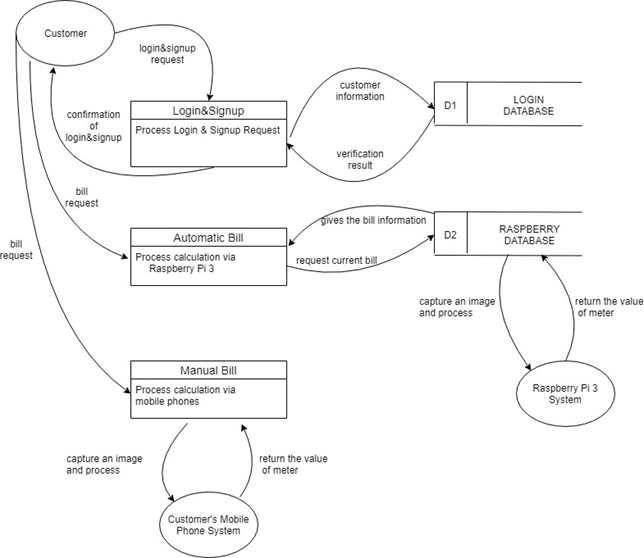 Customer
login&signup
request
customer
information
confirmation
of
login&signup
Login&Signup
Process Login & Signup Request
D1
LOGIN
DATABASE
verification
result
bill
request
bill
request
Automatic Bill
Process calculation via
Raspberry Pi 3
gives the bill information
request current bill
D2
RASPBERRY
DATABASE
capture an image
and process
return the value
of meter
Manual Bill
Process calculation via
mobile phones
Raspberry Pi 3
System
capture an image
and process
return the value
of meter
Customer's Mobile
Phone System